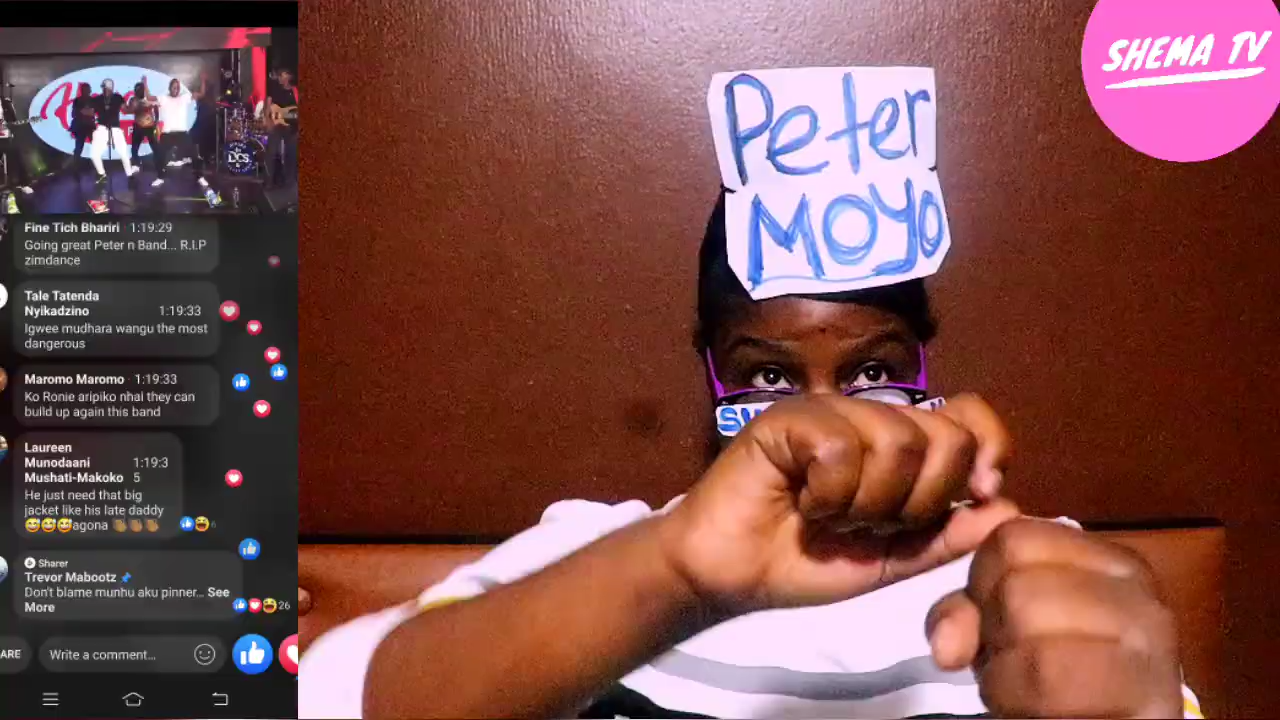 Fine Tich Bhariri 1:19:29
Going great Peter n Band... R.I.P
zimdance
Tale Tatenda
Nyikadzino 1:19:33
Igwee mudhara wangu the most
dangerous
Maromo Maromo · 1:19:33
Ko Ronie aripiko nhai they can
build up again this band
Laureen
Munodaani 1:19:3
Mushati-Makoko 5
He just need that big
jacket like his late daddy
😅😅😅agona 👏🏾👏🏾👏🏾
6
Sharer
Trevor Mabootz
Don't blame munhu aku pinner... See
More
26
ARE
Write a comment...
DCS
Peter
MOYO
SHEMA TV